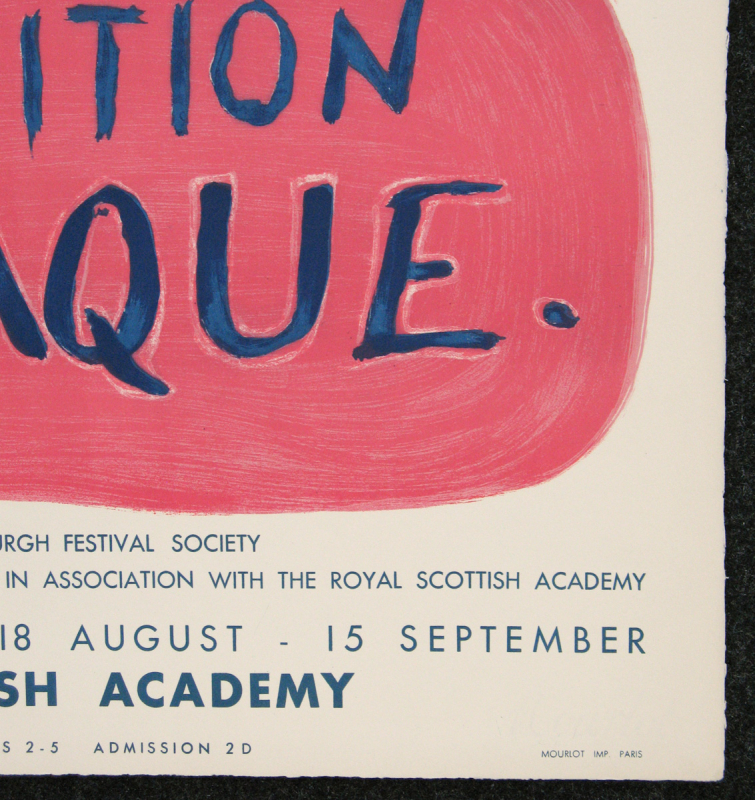 ITION
AQUE.
URGH FESTIVAL SOCIETY
IN ASSOCIATION WITH THE ROYAL SCOTTISH ACADEMY
18 AUGUST - 15 SEPTEMBER
SH ACADEMY
S 2-5 ADMISSION 2D
MOURLOT IMP. PARIS